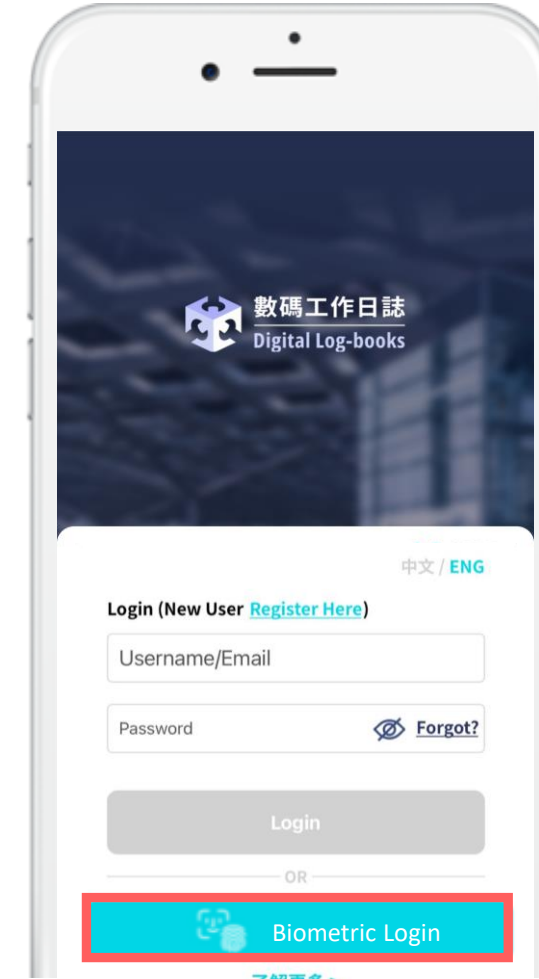 數碼工作日誌
Digital Log-books
中文 / ENG
Login (New User Register Here)
Username/Email
Password
Forgot?
Login
OR
Biometric Login